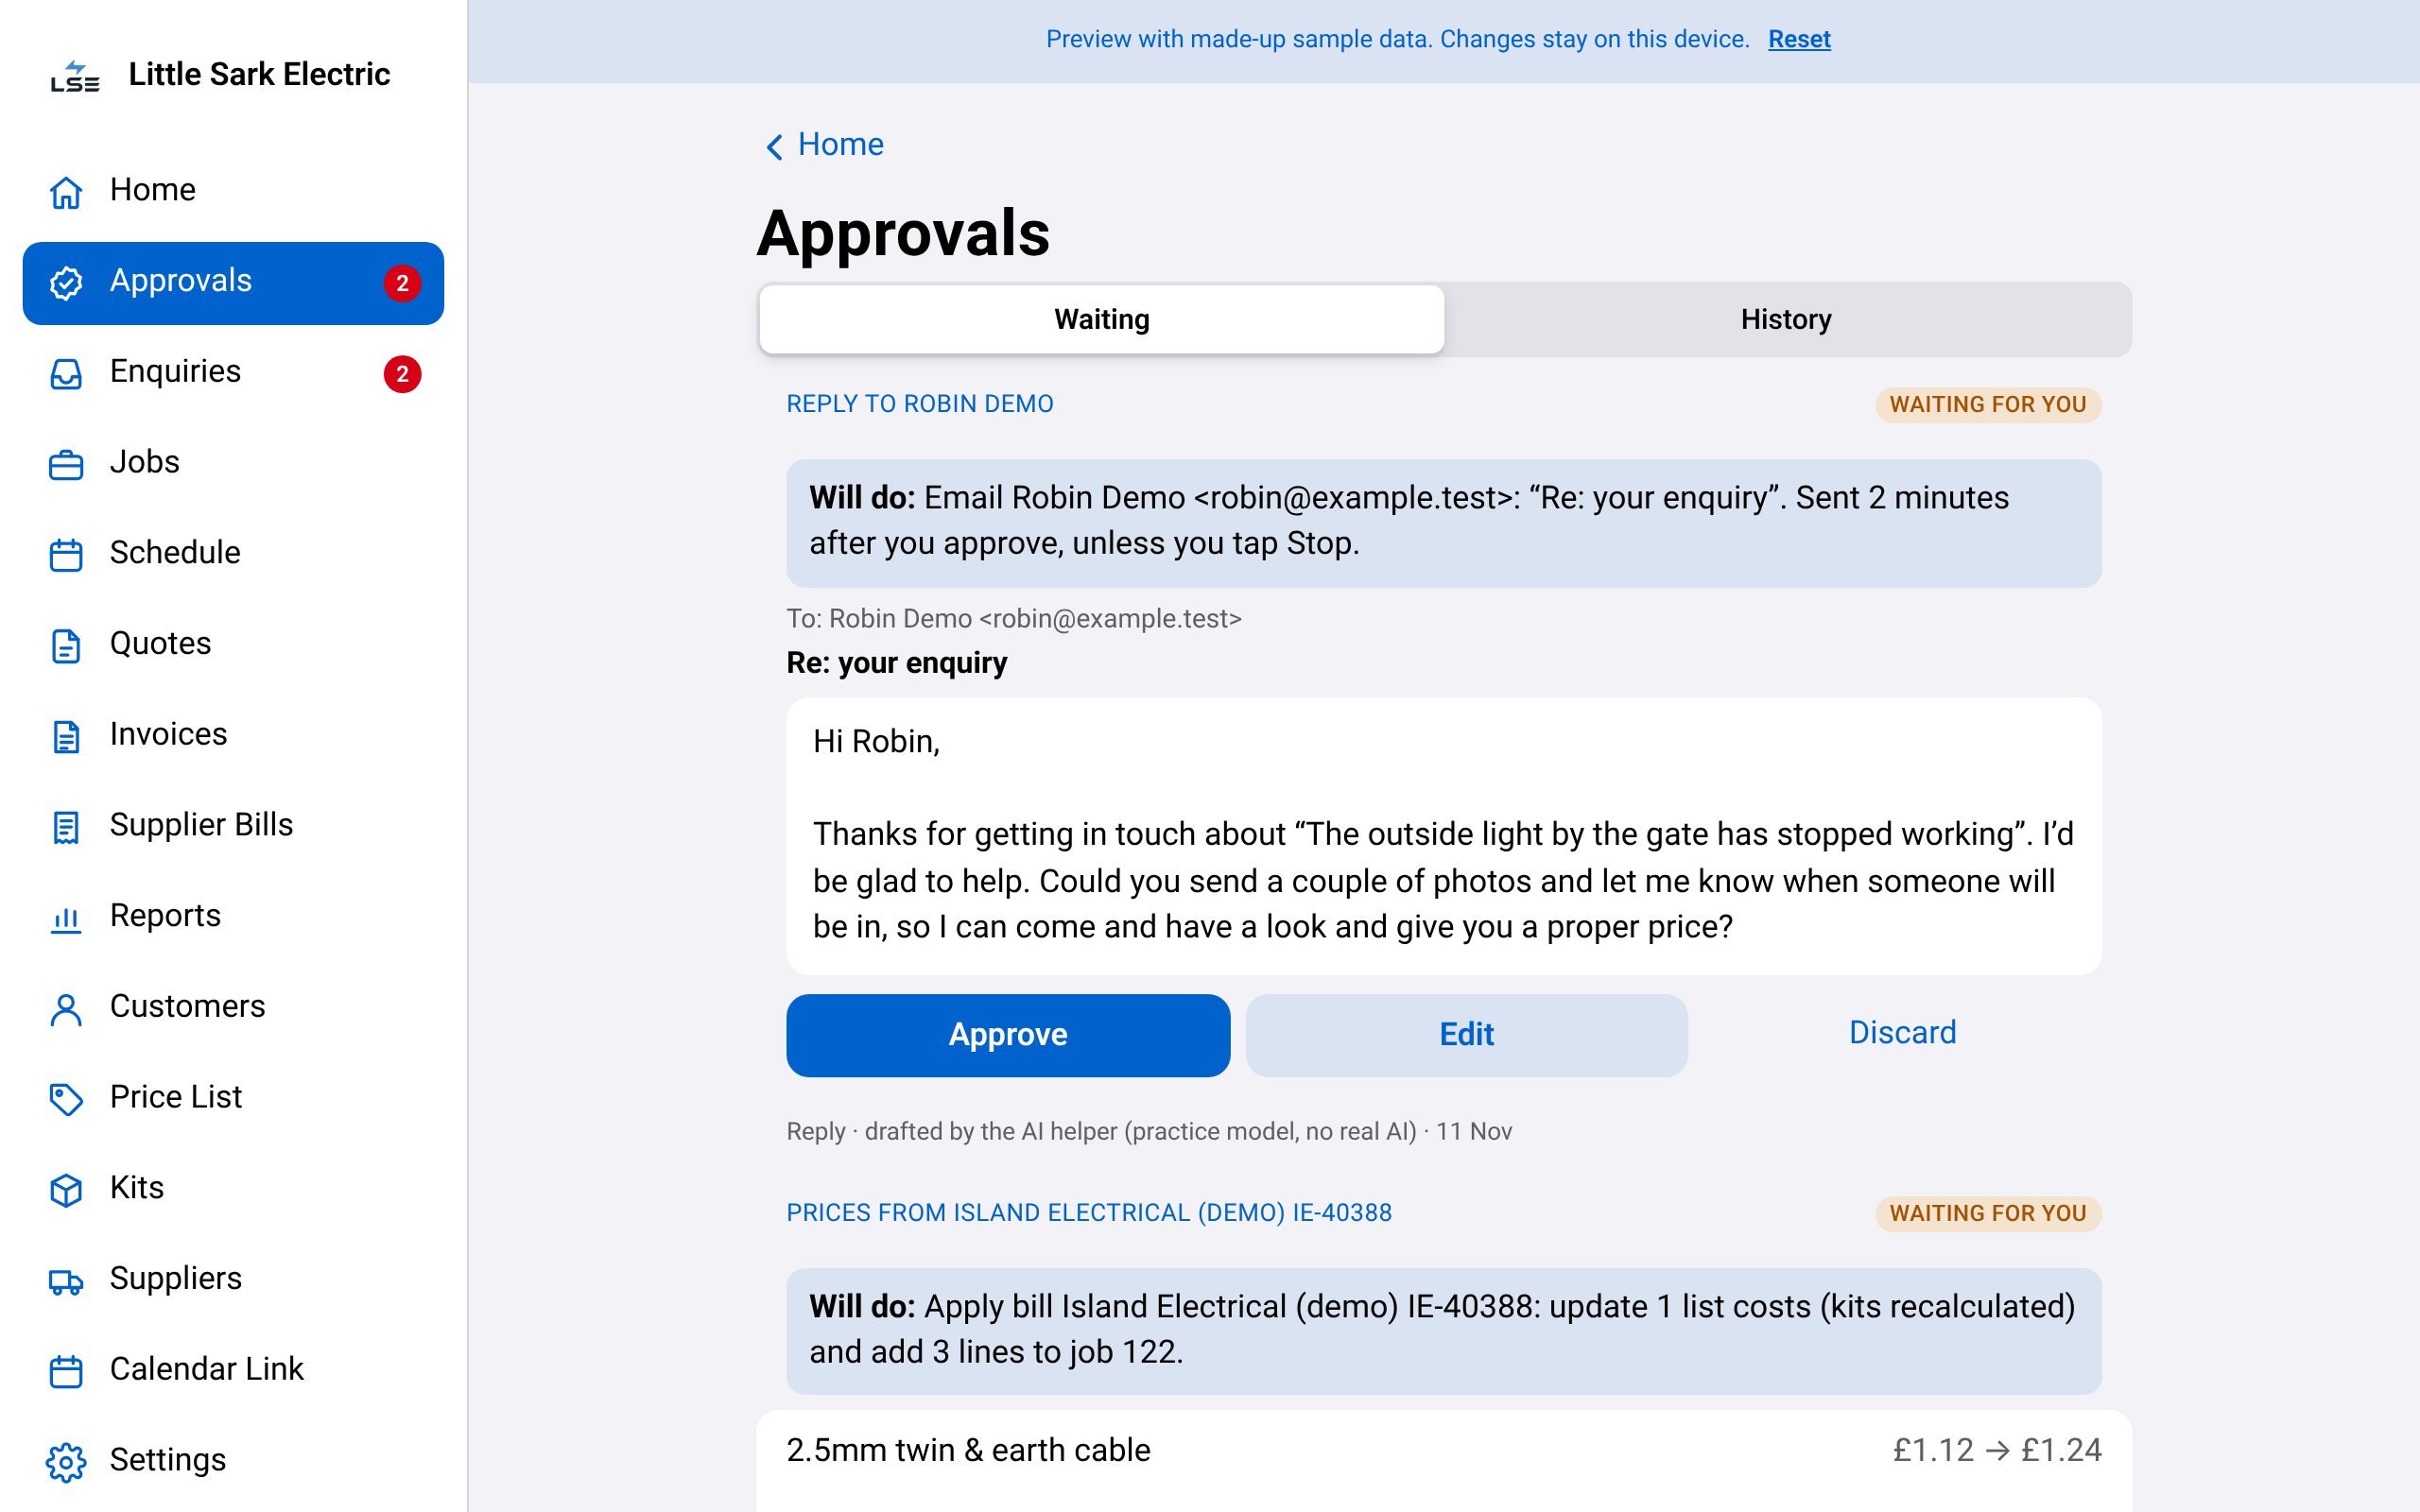 Preview with made-up sample data. Changes stay on this device. Reset
LSE Little Sark Electric
Home
Approvals 2
Enquiries 2
Jobs
Schedule
Quotes
Invoices
Supplier Bills
Reports
Customers
Price List
Kits
Suppliers
Calendar Link
Settings
Home
Approvals
Waiting History
REPLY TO ROBIN DEMO WAITING FOR YOU
Will do: Email Robin Demo <robin@example.test>: “Re: your enquiry”. Sent 2 minutes
after you approve, unless you tap Stop.
To: Robin Demo <robin@example.test>
Re: your enquiry
Hi Robin,
Thanks for getting in touch about “The outside light by the gate has stopped working”. I’d
be glad to help. Could you send a couple of photos and let me know when someone will
be in, so I can come and have a look and give you a proper price?
Approve Edit Discard
Reply · drafted by the AI helper (practice model, no real AI) · 11 Nov
PRICES FROM ISLAND ELECTRICAL (DEMO) IE-40388 WAITING FOR YOU
Will do: Apply bill Island Electrical (demo) IE-40388: update 1 list costs (kits recalculated)
and add 3 lines to job 122.
2.5mm twin & earth cable £1.12 → £1.24